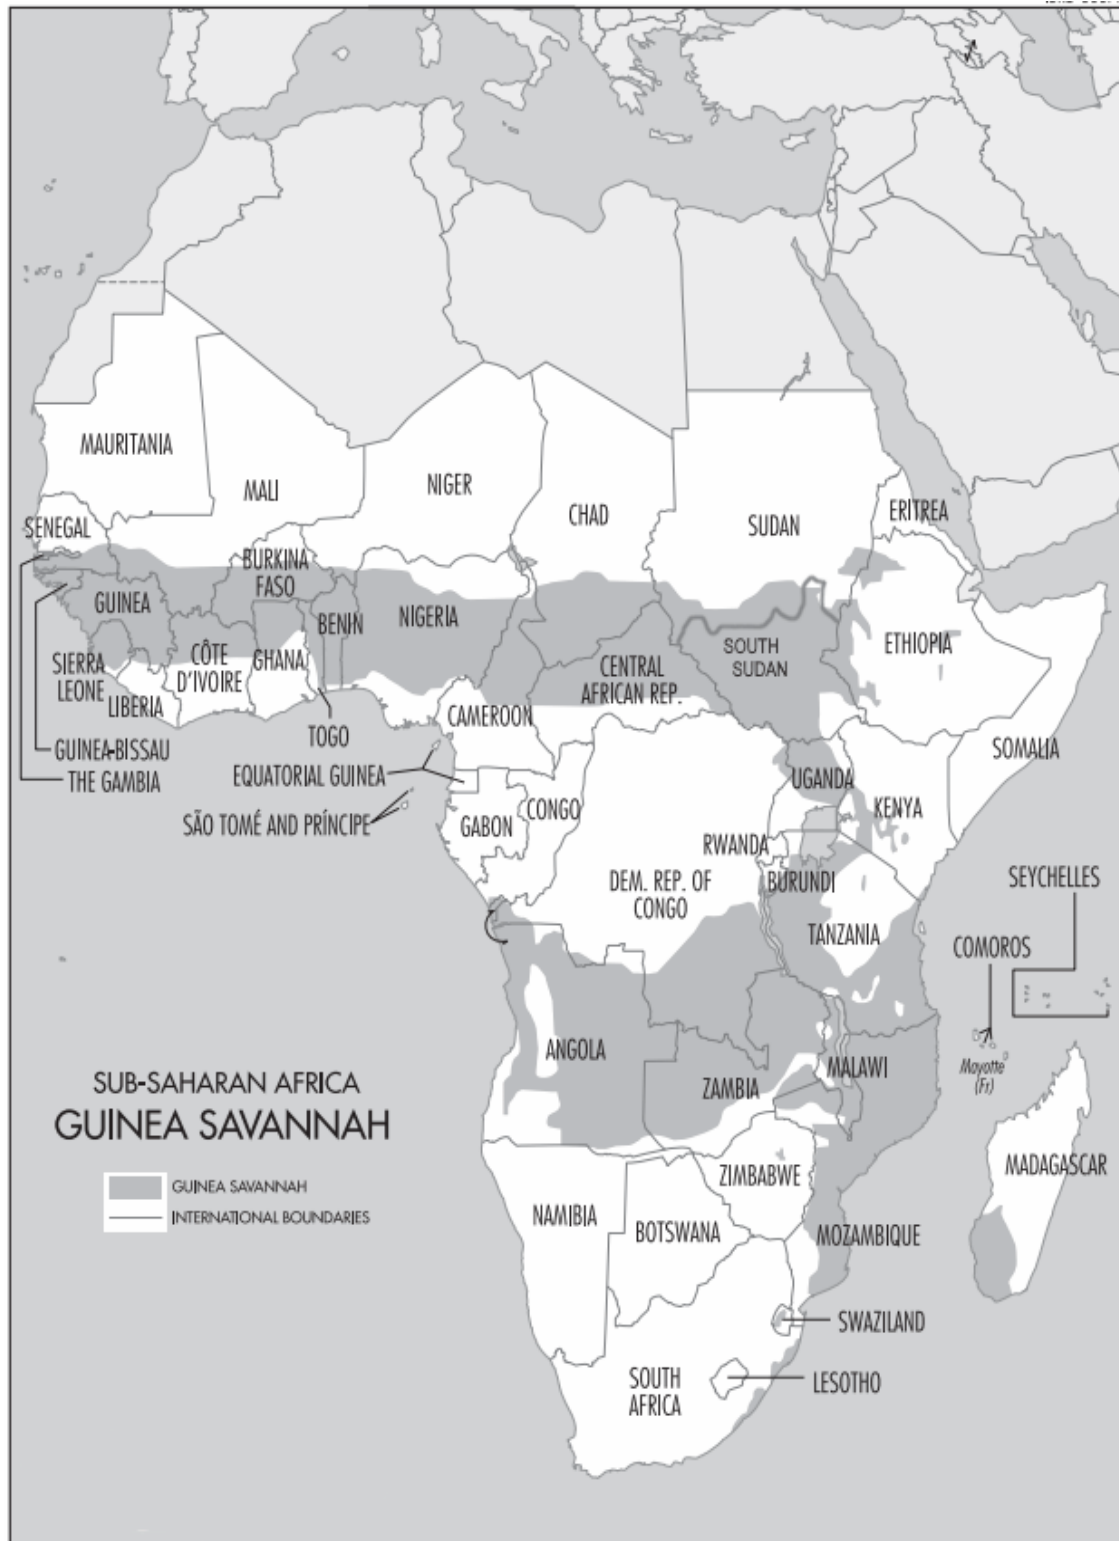 MAURITANIA
MALI
NIGER
CHAD
SUDAN
ERITREA
SENEGAL
BURKINA
FASO
GUINEA
BENIN
NIGERIA
SOUTH
SUDAN
ETHIOPIA
SIERRA
LEONE
CÔTE
D'IVOIRE
GHANA
CENTRAL
AFRICAN REP.
LIBERIA
CAMEROON
TOGO
GUINEA-BISSAU
THE GAMBIA
SOMALIA
EQUATORIAL GUINEA
UGANDA
SÃO TOMÉ AND PRÍNCIPE
GABON
CONGO
KENYA
RWANDA
DEM. REP. OF
CONGO
BURUNDI
SEYCHELLES
TANZANIA
COMOROS
ANGOLA
MALAWI
Mayotte
(Fr)
ZAMBIA
SUB-SAHARAN AFRICA
GUINEA SAVANNAH
GUINEA SAVANNAH
INTERNATIONAL BOUNDARIES
MADAGASCAR
ZIMBABWE
NAMIBIA
BOTSWANA
MOZAMBIQUE
SWAZILAND
SOUTH
AFRICA
LESOTHO